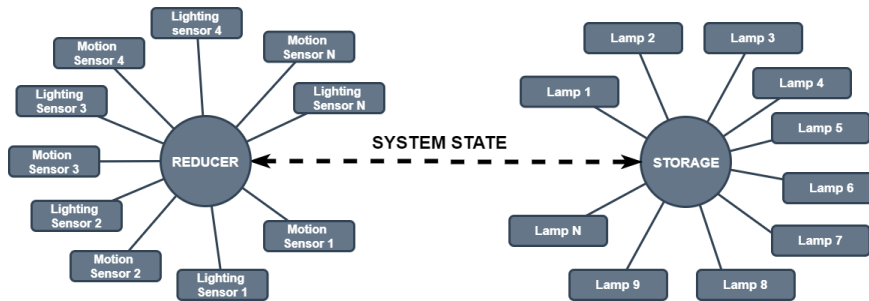 Lighting
sensor 4
Motion
Sensor 4
Motion
Sensor N
Lighting
Sensor 3
Lighting
Sensor N
Motion
Sensor 3
REDUCER
Lighting
Sensor 2
Motion
Sensor 1
Motion
Sensor 2
Lighting
Sensor 1
SYSTEM STATE
Lamp 2
Lamp 3
Lamp 1
Lamp 4
Lamp 5
STORAGE
Lamp 6
Lamp N
Lamp 7
Lamp 9
Lamp 8